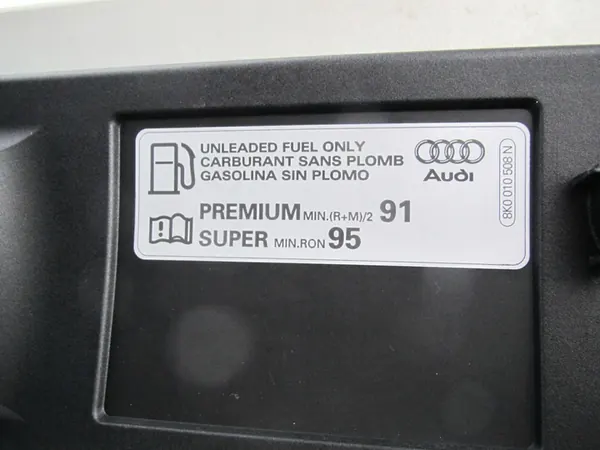 UNLEADED FUEL ONLY
CARBURANT SANS PLOMB
GASOLINA SIN PLOMO
Audi
PREMIUM MIN.(R+M)/2 91
SUPER MIN.RON 95
8K0 010 508 N